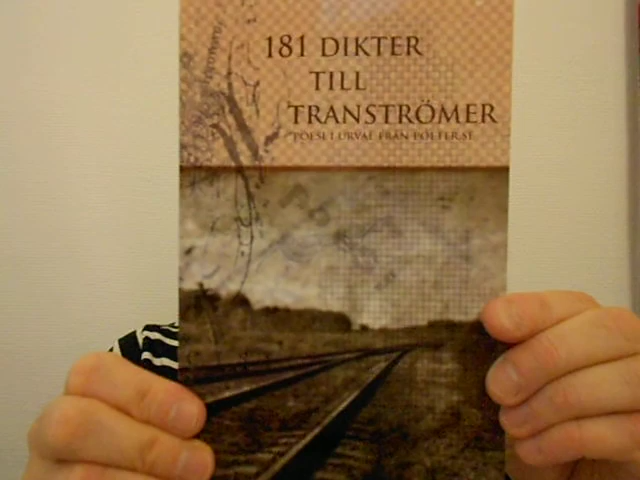 181 DIKTER
TILL
TRANSTRÖMER
POESI I URVAL FRÅN POETER.SE